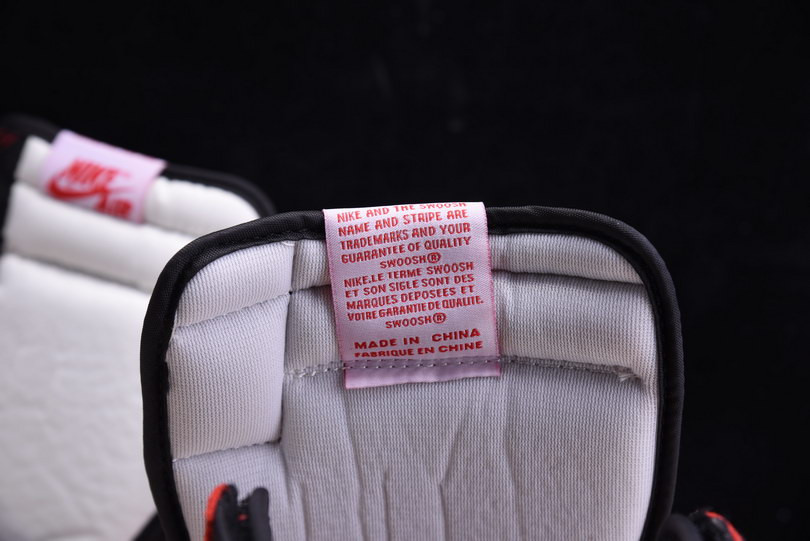 NIKE
AIR
NIKE AND THE SWOOSH
NAME AND STRIPE ARE
TRADEMARKS AND YOUR
GUARANTEE OF QUALITY
SWOOSH®
NIKE.LE TERME SWOOSH
ET SON SIGLE SONT DES
MARQUES DEPOSEES ET
VOTRE GARANTIE DE QUALITE.
SWOOSH®
MADE IN CHINA
FABRIQUE EN CHINE